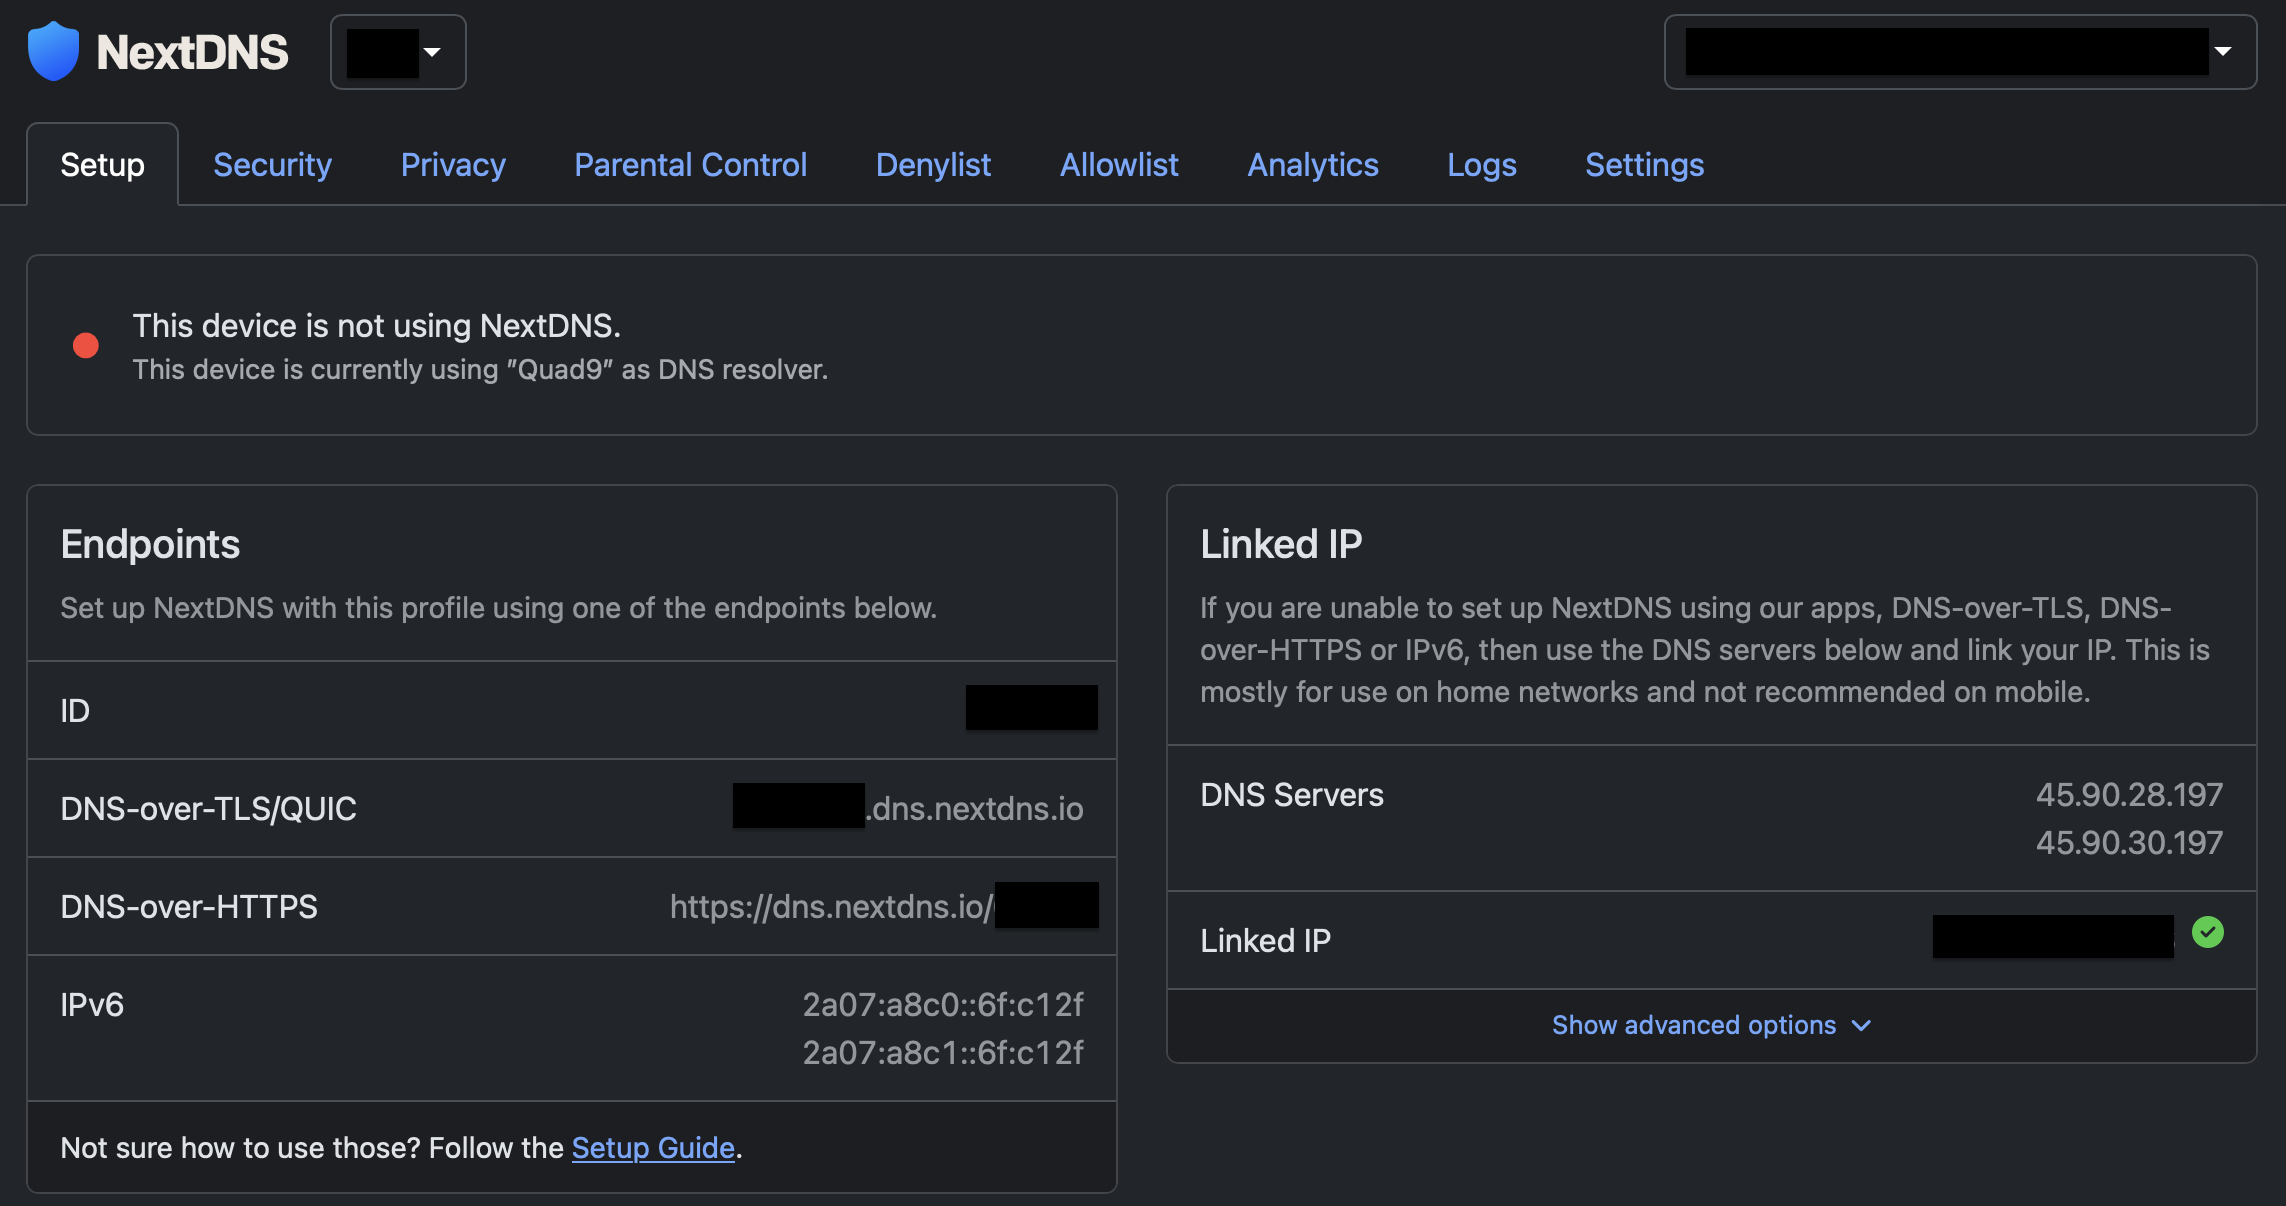 NextDNS
Setup
Security
Privacy
Parental Control
Denylist
Allowlist
Analytics
Logs
Settings
This device is not using NextDNS.
This device is currently using "Quad9" as DNS resolver.
Endpoints
Set up NextDNS with this profile using one of the endpoints below.
ID
DNS-over-TLS/QUIC
.dns.nextdns.io
DNS-over-HTTPS
https://dns.nextdns.io/
IPv6
2a07:a8c0::6f:c12f
2a07:a8c1::6f:c12f
Not sure how to use those? Follow the Setup Guide.
Linked IP
If you are unable to set up NextDNS using our apps, DNS-over-TLS, DNS-
over-HTTPS or IPv6, then use the DNS servers below and link your IP. This is
mostly for use on home networks and not recommended on mobile.
DNS Servers
45.90.28.197
45.90.30.197
Linked IP
Show advanced options